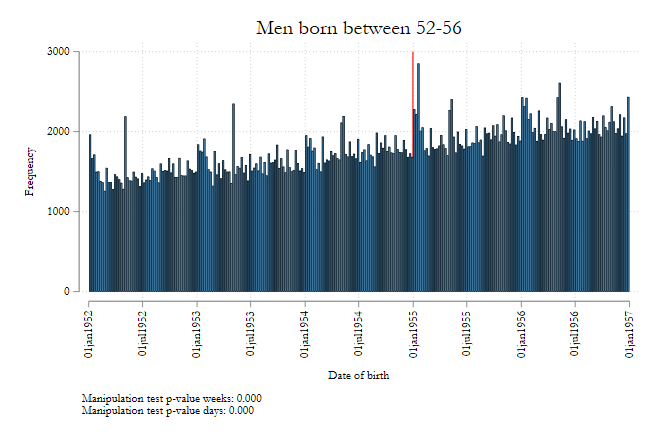 Men born between 52-56
Frequency
3000
2000
1000
0
01jan1952
01jul1952
01jan1953
01jul1953
01jan1954
01jul1954
01jan1955
01jul1955
01jan1956
01jul1956
01jan1957
Date of birth
Manipulation test p-value weeks: 0.000
Manipulation test p-value days: 0.000